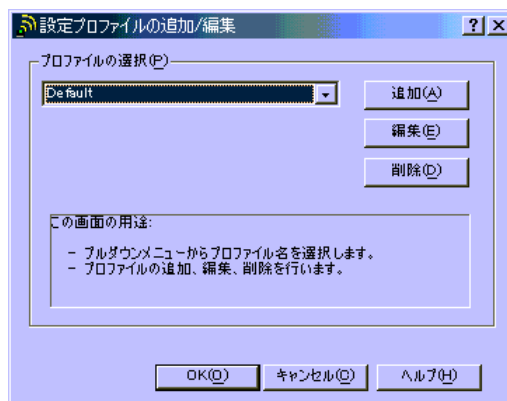 設定プロファイルの追加/編集
プロファイルの選択(P)
Default
追加(A)
編集(E)
削除(D)
この画面の用途:
- プルダウンメニューからプロファイル名を選択します。
- プロファイルの追加、編集、削除を行います。
OK(O)
キャンセル(C)
ヘルプ(H)